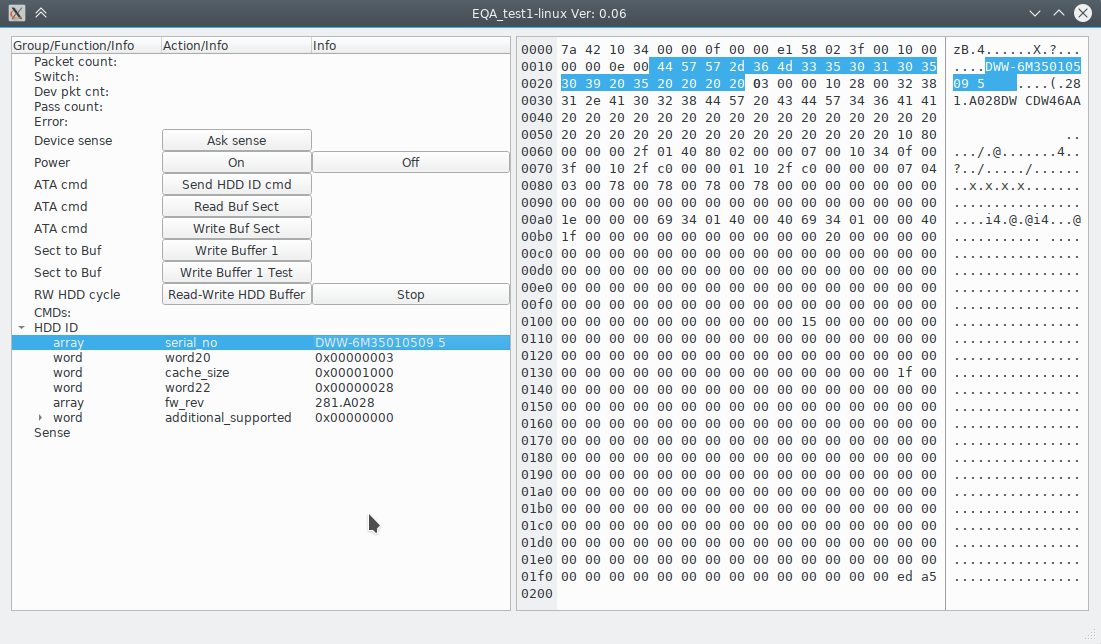 EQA_test1-linux Ver: 0.06
Group/Function/Info Action/Info Info
Packet count:
Switch:
Dev pkt cnt:
Pass count:
Error:
Device sense Ask sense
Power On Off
ATA cmd Send HDD ID cmd
ATA cmd Read Buf Sect
ATA cmd Write Buf Sect
Sect to Buf Write Buffer 1
Sect to Buf Write Buffer 1 Test
RW HDD cycle Read-Write HDD Buffer Stop
CMDs:
HDD ID
array serial_no DWW-6M35010509 5
word word20 0x00000003
word cache_size 0x00001000
word word22 0x00000028
array fw_rev 281.A028
word additional_supported 0x00000000
Sense
0000 7a 42 10 34 00 00 0f 00 00 e1 58 02 3f 00 10 00 zB.4......X.?...
0010 00 00 0e 00 44 57 57 2d 36 4d 33 35 30 31 30 35 ....DWW-6M350105
0020 30 39 20 35 20 20 20 20 03 00 00 10 28 00 32 38 09 5    ....(.28
0030 31 2e 41 30 32 38 44 57 20 43 44 57 34 36 41 41 1.A028DW CDW46AA
0040 20 20 20 20 20 20 20 20 20 20 20 20 20 20 20 20
0050 20 20 20 20 20 20 20 20 20 20 20 20 20 20 10 80 ..
0060 00 00 00 2f 01 40 80 02 00 00 07 00 10 34 0f 00 .../.@.......4..
0070 3f 00 10 2f c0 00 00 01 10 2f c0 00 00 00 07 04 ?../...../......
0080 03 00 78 00 78 00 78 00 78 00 00 00 00 00 00 00 ..x.x.x.x.......
0090 00 00 00 00 00 00 00 00 00 00 00 00 00 00 00 00 ................
00a0 1e 00 00 00 69 34 01 40 00 40 69 34 01 00 00 40 ....i4.@.@i4...@
00b0 1f 00 00 00 00 00 00 00 00 00 00 20 00 00 00 00 ........... ....
00c0 00 00 00 00 00 00 00 00 00 00 00 00 00 00 00 00 ................
00d0 00 00 00 00 00 00 00 00 00 00 00 00 00 00 00 00 ................
00e0 00 00 00 00 00 00 00 00 00 00 00 00 00 00 00 00 ................
00f0 00 00 00 00 00 00 00 00 00 00 00 00 00 00 00 00 ................
0100 00 00 00 00 00 00 00 00 00 00 15 00 00 00 00 00 ................
0110 00 00 00 00 00 00 00 00 00 00 00 00 00 00 00 00 ................
0120 00 00 00 00 00 00 00 00 00 00 00 00 00 00 00 00 ................
0130 00 00 00 00 00 00 00 00 00 00 00 00 00 00 1f 00 ................
0140 00 00 00 00 00 00 00 00 00 00 00 00 00 00 00 00 ................
0150 00 00 00 00 00 00 00 00 00 00 00 00 00 00 00 00 ................
0160 00 00 00 00 00 00 00 00 00 00 00 00 00 00 00 00 ................
0170 00 00 00 00 00 00 00 00 00 00 00 00 00 00 00 00 ................
0180 00 00 00 00 00 00 00 00 00 00 00 00 00 00 00 00 ................
0190 00 00 00 00 00 00 00 00 00 00 00 00 00 00 00 00 ................
01a0 00 00 00 00 00 00 00 00 00 00 00 00 00 00 00 00 ................
01b0 00 00 00 00 00 00 00 00 00 00 00 00 00 00 00 00 ................
01c0 00 00 00 00 00 00 00 00 00 00 00 00 00 00 00 00 ................
01d0 00 00 00 00 00 00 00 00 00 00 00 00 00 00 00 00 ................
01e0 00 00 00 00 00 00 00 00 00 00 00 00 00 00 00 00 ................
01f0 00 00 00 00 00 00 00 00 00 00 00 00 00 00 ed a5 ................
0200